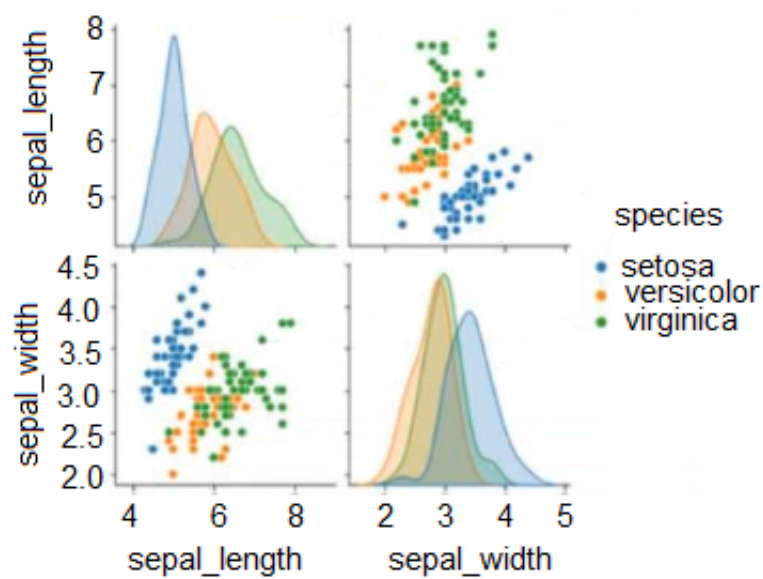 sepal_length
8
7
6
5
species
setosa
versicolor
virginica
sepal_width
4.5
4.0
3.5
3.0
2.5
2.0
4 6 8
2 3 4 5
sepal_length
sepal_width